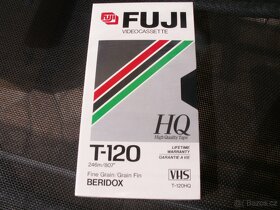 FUJI
FUJI
VIDEOCASSETTE
HQ
High Quality Tape
T-120
246m/807'
LIFETIME
WARRANTY
GARANTIE A VIE
Fine Grain/Grain Fin
BERIDOX
VHS
T-120HQ